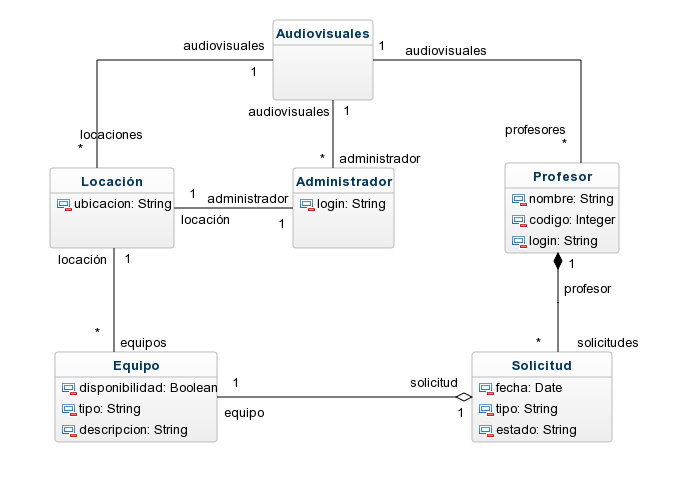 Audiovisuales
audiovisuales
1
1
audiovisuales
audiovisuales
1
locaciones
*
*
administrador
profesores
*
Locación
ubicacion: String
1
administrador
locación
1
Administrador
login: String
Profesor
nombre: String
codigo: Integer
login: String
locación
1
1
profesor
*
equipos
*
solicitudes
Equipo
disponibilidad: Boolean
tipo: String
descripcion: String
1
equipo
solicitud
1
Solicitud
fecha: Date
tipo: String
estado: String